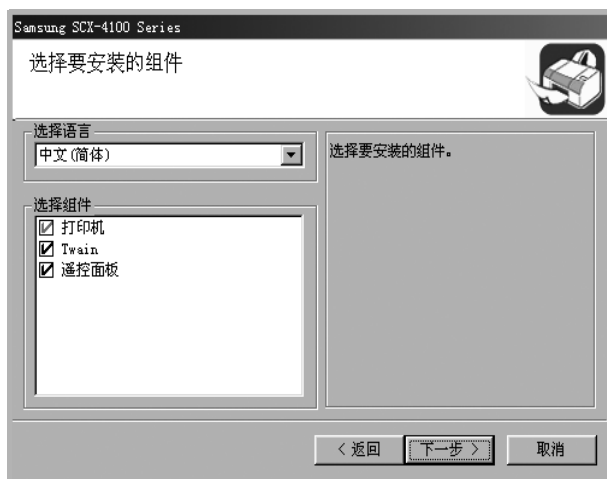 Samsung SCX-4100 Series
选择要安装的组件
选择语言
中文(简体)
选择要安装的组件。
选择组件
打印机
Twain
遥控面板
< 返回
下一步 >
取消